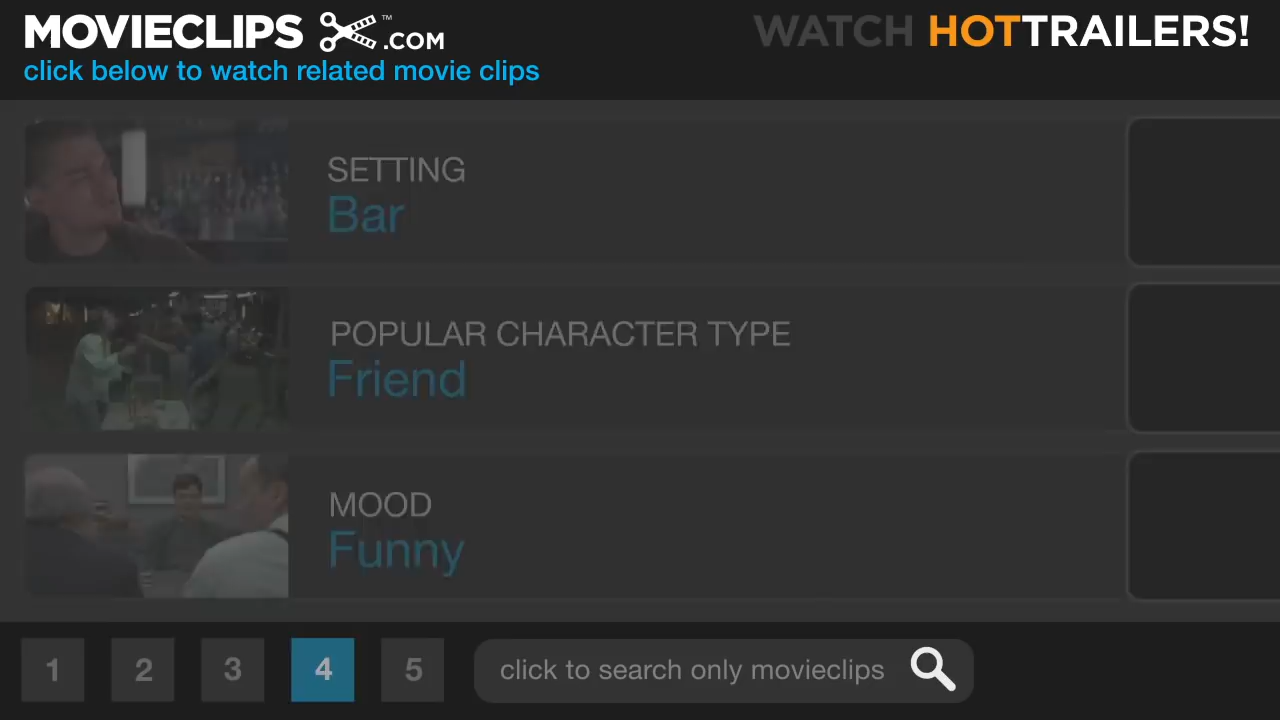 MOVIECLIPS ™ .COM
WATCH HOTTRAILERS!
click below to watch related movie clips
SETTING
Bar
POPULAR CHARACTER TYPE
Friend
MOOD
Funny
1 2 3 4 5 click to search only movieclips